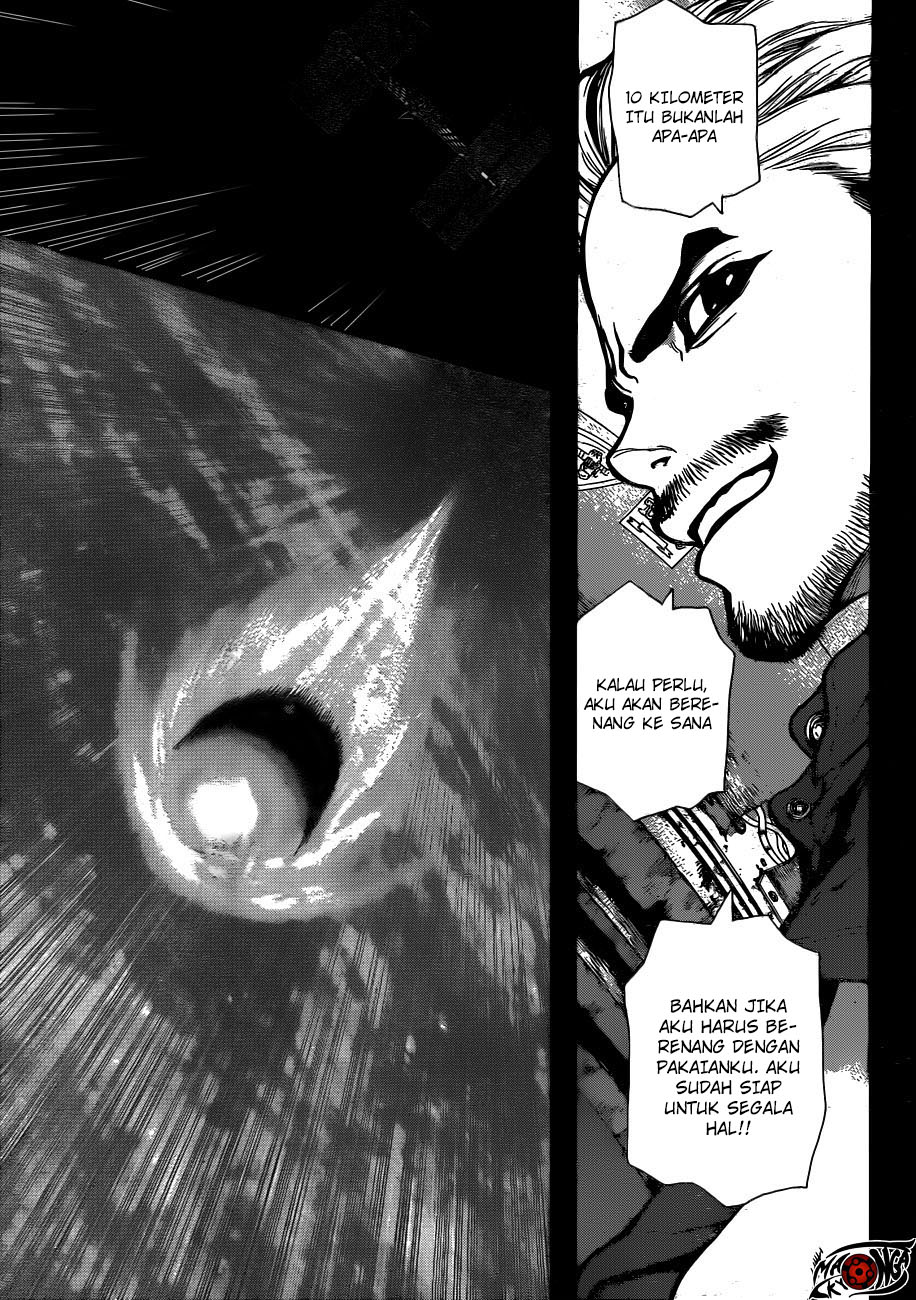 10 KILOMETER
ITU BUKANLAH
APA-APA
KALAU PERLU,
AKU AKAN BERE-
NANG KE SANA
BAHKAN JIKA
AKU HARUS BE-
RENANG DENGAN
PAKAIANKU. AKU
SUDAH SIAP
UNTUK SEGALA
HAL!!